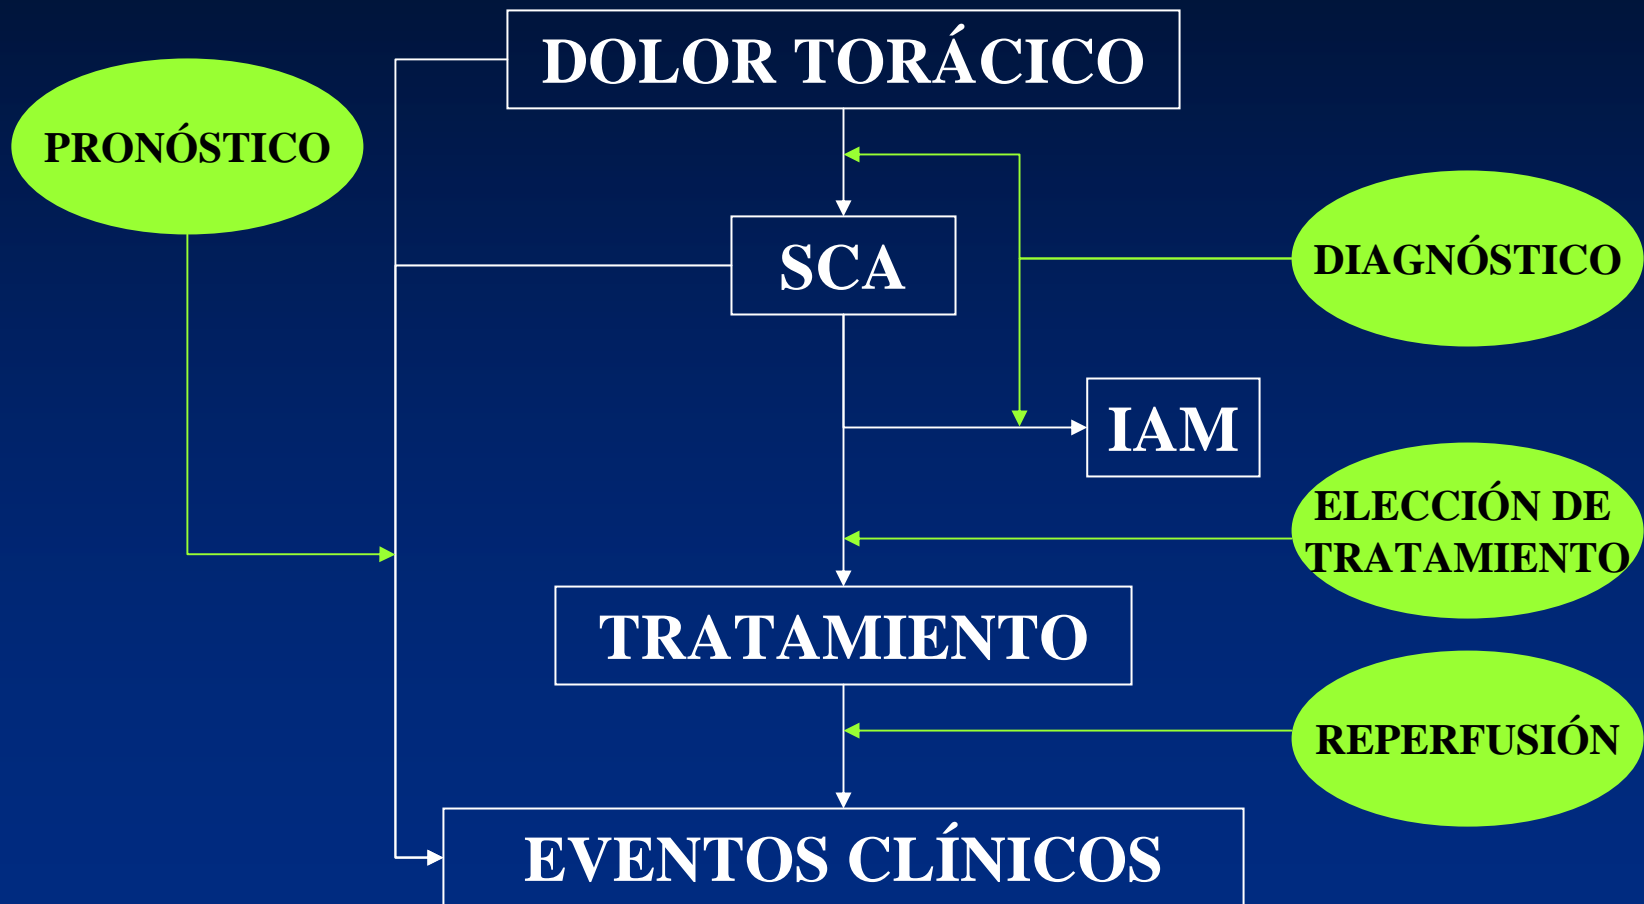 DOLOR TORÁCICO
PRONÓSTICO
SCA
DIAGNÓSTICO
IAM
ELECCIÓN DE
TRATAMIENTO
TRATAMIENTO
REPERFUSIÓN
EVENTOS CLÍNICOS